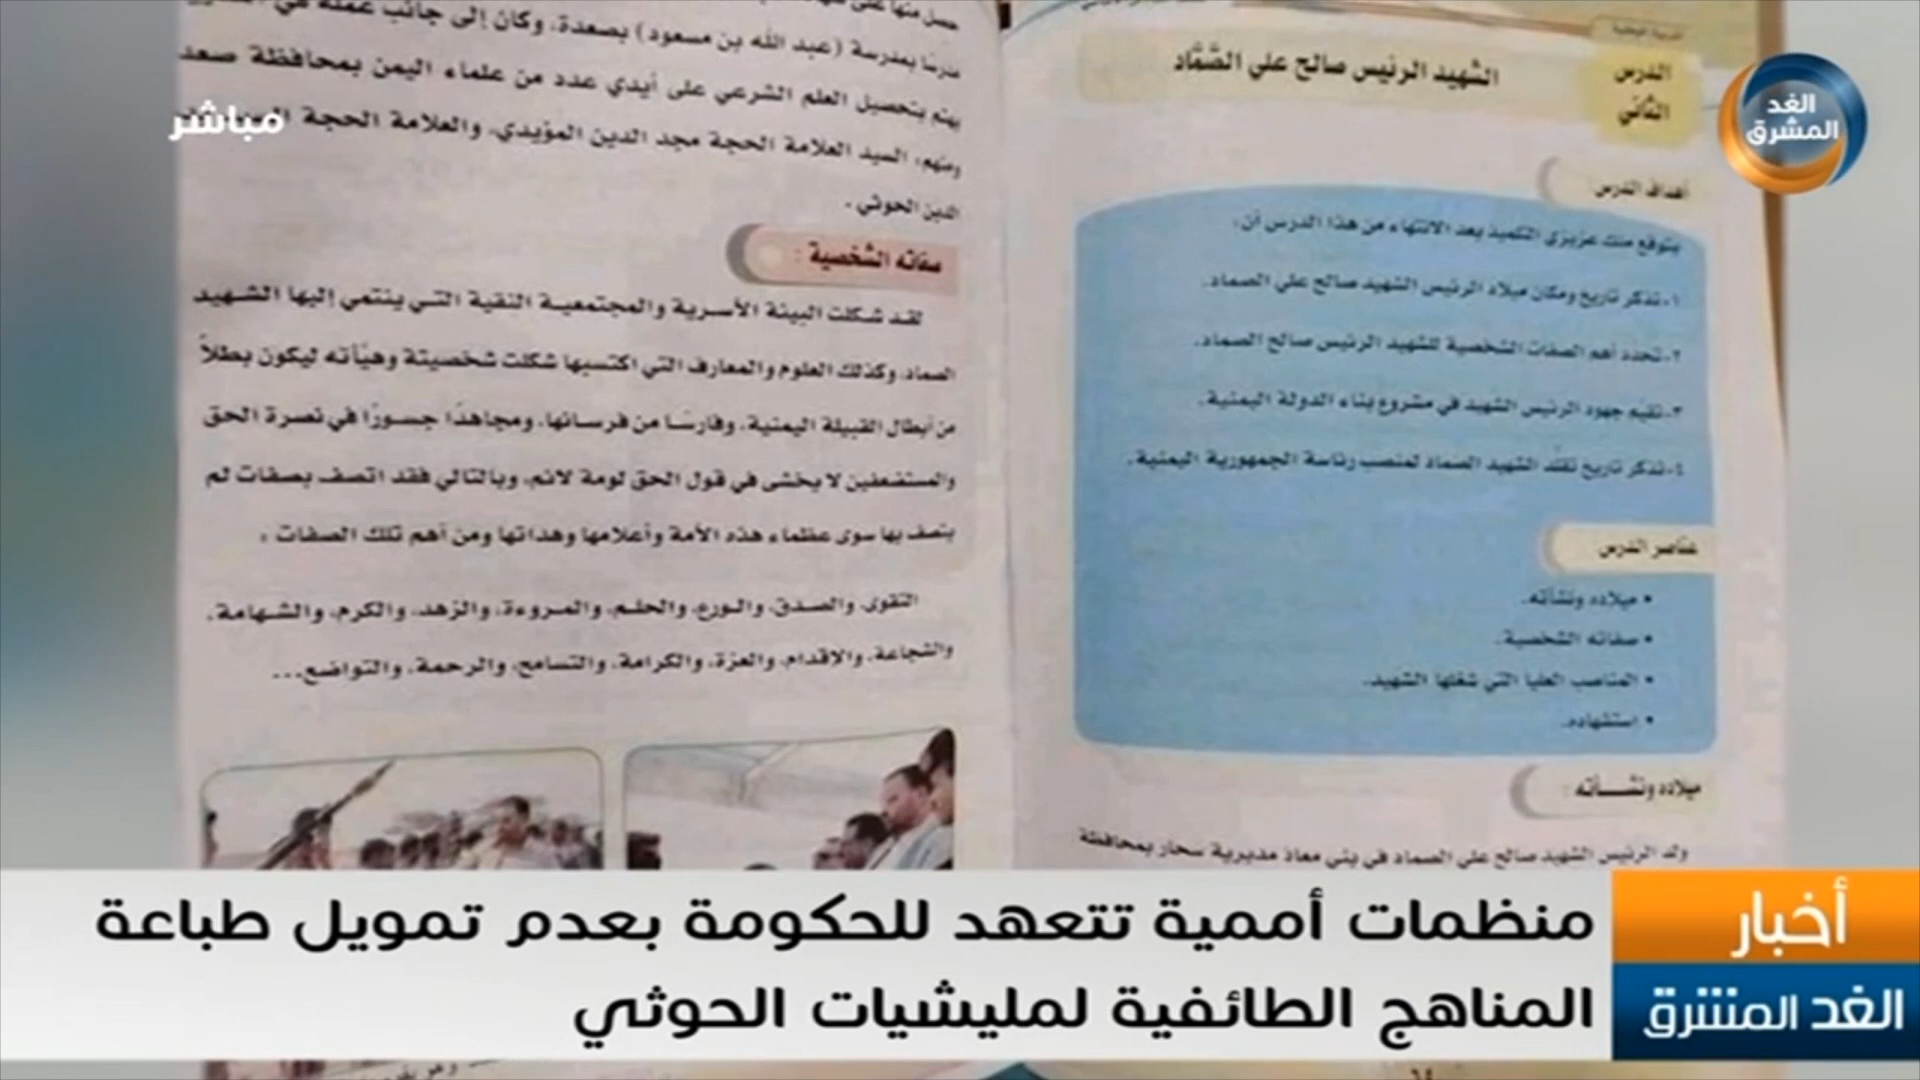 مباشر
الغد
المشرق
التربية الوطنية
الدرس
الثاني
الشهيد الرئيس صالح علي الصماد
أهداف الدرس:
يتوقع منك عزيزي التلميذ بعد الانتهاء من هذا الدرس أن:
١- تذكر تاريخ ومكان ميلاد الرئيس الشهيد صالح علي الصماد.
٢- تحدد أهم الصفات الشخصية للشهيد الرئيس صالح الصماد.
٣- تقيم جهود الرئيس الشهيد في مشروع بناء الدولة اليمنية.
٤- تذكر تاريخ تقلد الشهيد الصماد لمنصب رئاسة الجمهورية اليمنية.
عناصر الدرس
• ميلاده ونشأته.
• صفاته الشخصية.
• المناصب العليا التي شغلها الشهيد.
• استشهاده.
ميلاده ونشـــأته :
ولد الرئيس الشهيد صالح علي الصماد في بني معاذ مديرية سحار بمحافظة
حصل منها على
مدرسًا بمدرسة (عبد الله بن مسعود) بصعدة، وكان إلى جانب عمله في
يهتم بتحصيل العلم الشرعي على أيدي عدد من علماء اليمن بمحافظة صعد
ومنهم: السيد العلامة الحجة مجد الدين المؤيدي، والعلامة الحجة
الدين الحوثي .
صفاته الشخصية :
لقد شكلت البيئة الأسرية والمجتمعية النقية التي ينتمي إليها الشهيد
الصماد، وكذلك العلوم والمعارف التي اكتسبها شكلت شخصيتة وهيأته ليكون بطلاً
من أبطال القبيلة اليمنية، وفارسًا من فرسانها، ومجاهدًا جسورًا في نصرة الحق
والمستضعفين لا يخشى في قول الحق لومة لائم، وبالتالي فقد اتصف بصفات لم
يتصف بها سوى عظماء هذه الأمة وأعلامها وهداتها ومن أهم تلك الصفات :
التقوى، والصدق، والورع، والحلم، والمروءة، والزهد، والكرم، والشهامة،
والشجاعة، والإقدام، والعزة، والكرامة، والتسامح، والرحمة، والتواضع...
أخبار
الغد المشرق
منظمات أممية تتعهد للحكومة بعدم تمويل طباعة
المناهج الطائفية لمليشيات الحوثي